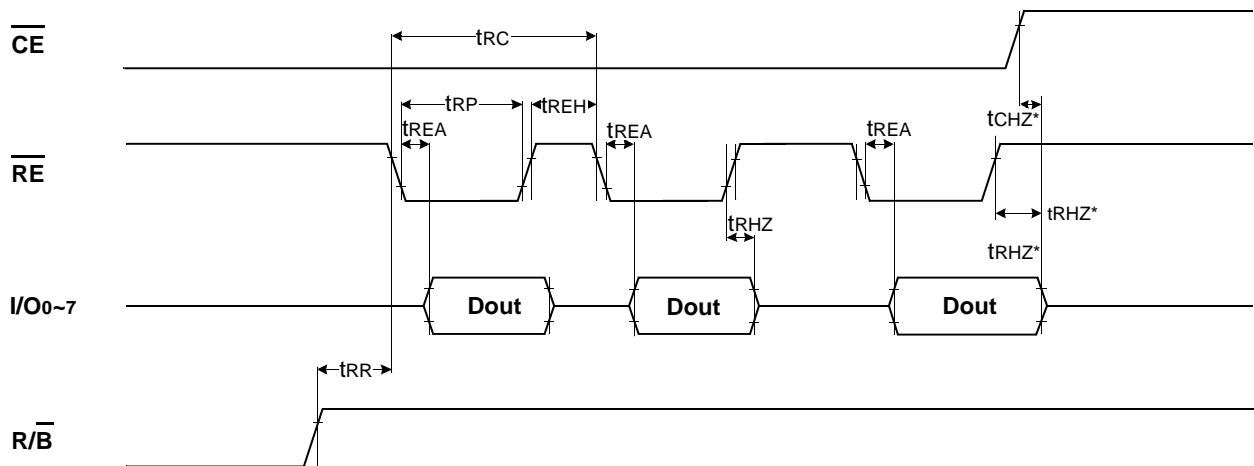 CE
tRC
tRP
tREH
tCHZ*
tREA
tREA
tREA
RE
tRHZ*
tRHZ
tRHZ*
I/O0~7
Dout
Dout
Dout
tRR
R/B